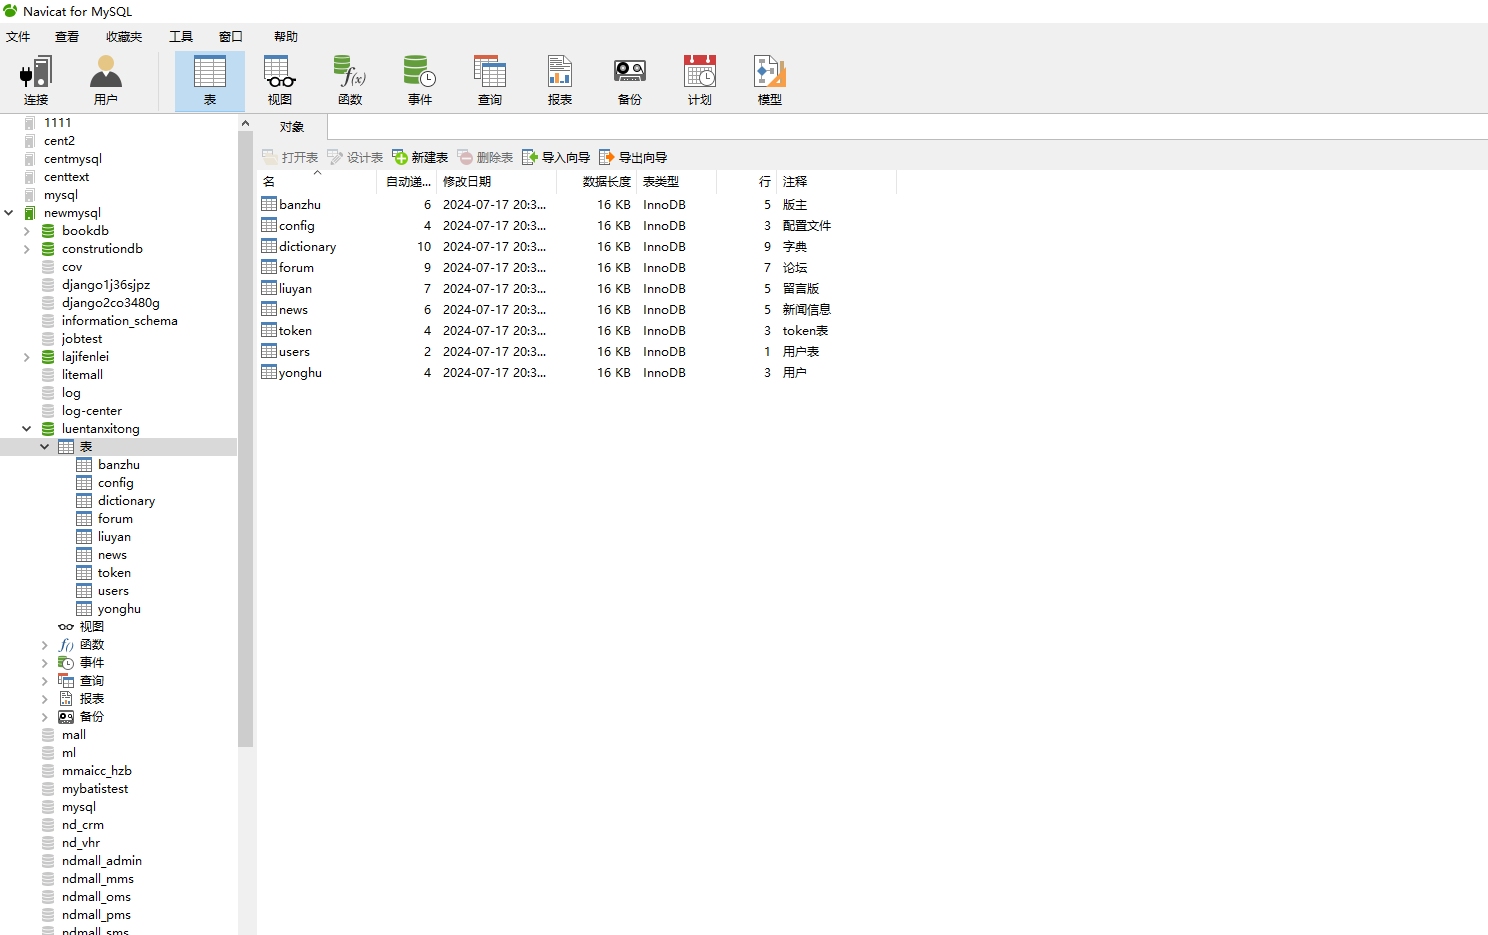 Navicat for MySQL
文件 查看 收藏夹 工具 窗口 帮助
连接 用户 表 视图 函数 事件 查询 报表 备份 计划 模型
f(x)
对象
打开表 设计表 新建表 删除表 导入向导 导出向导
名 自动递... 修改日期 数据长度 表类型 行 注释
banzhu 6 2024-07-17 20:3... 16 KB InnoDB 5 版主
config 4 2024-07-17 20:3... 16 KB InnoDB 3 配置文件
dictionary 10 2024-07-17 20:3... 16 KB InnoDB 9 字典
forum 9 2024-07-17 20:3... 16 KB InnoDB 7 论坛
liuyan 7 2024-07-17 20:3... 16 KB InnoDB 5 留言版
news 6 2024-07-17 20:3... 16 KB InnoDB 5 新闻信息
token 4 2024-07-17 20:3... 16 KB InnoDB 3 token表
users 2 2024-07-17 20:3... 16 KB InnoDB 1 用户表
yonghu 4 2024-07-17 20:3... 16 KB InnoDB 3 用户
1111
cent2
centmysql
centtext
mysql
newmysql
bookdb
construtiondb
cov
django1j36sjpz
django2co3480g
information_schema
jobtest
lajifenlei
litemall
log
log-center
luentanxitong
表
banzhu
config
dictionary
forum
liuyan
news
token
users
yonghu
视图
f() 函数
事件
查询
报表
备份
mall
ml
mmaicc_hzb
mybatistest
mysql
nd_crm
nd_vhr
ndmall_admin
ndmall_mms
ndmall_oms
ndmall_pms
ndmall_sms